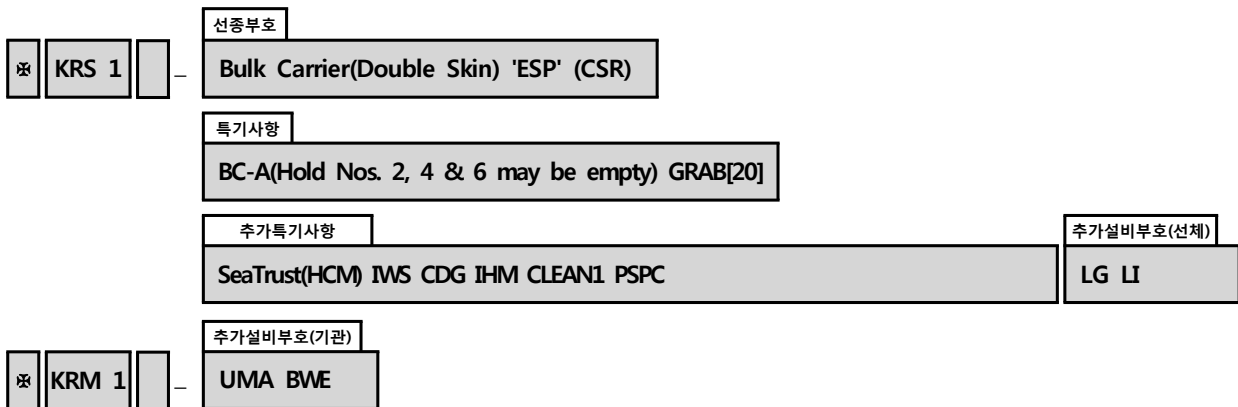 선종부호
✠ KRS 1 – Bulk Carrier(Double Skin) 'ESP' (CSR)
특기사항
BC-A(Hold Nos. 2, 4 & 6 may be empty) GRAB[20]
추가특기사항 추가설비부호(선체)
SeaTrust(HCM) IWS CDG IHM CLEAN1 PSPC LG LI
추가설비부호(기관)
✠ KRM 1 – UMA BWE